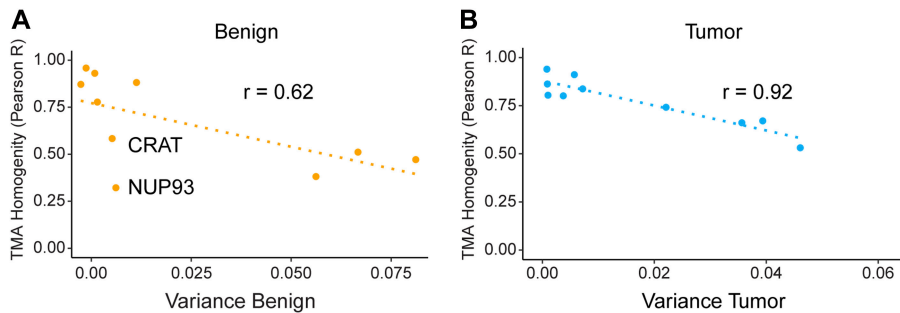 A
Benign
TMA Homogenity (Pearson R)
1.00
0.75
0.50
0.25
0.00
r = 0.62
CRAT
NUP93
0.00 0.025 0.050 0.075
Variance Benign
B
Tumor
TMA Homogenity (Pearson R)
1.00
0.75
0.50
0.25
0.00
r = 0.92
0.00 0.02 0.04 0.06
Variance Tumor